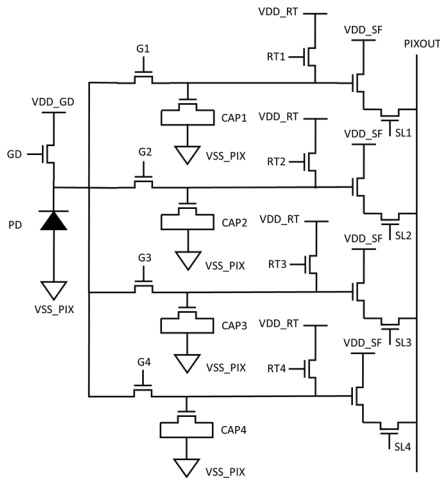 VDD_RT
G1
VDD_SF
PIXOUT
RT1
VDD_GD
CAP1
SL1
VSS_PIX
VDD_RT
VDD_SF
GD
G2
RT2
PD
CAP2
SL2
VSS_PIX
VDD_RT
VDD_SF
G3
RT3
VSS_PIX
CAP3
SL3
VSS_PIX
VDD_RT
VDD_SF
G4
RT4
CAP4
SL4
VSS_PIX